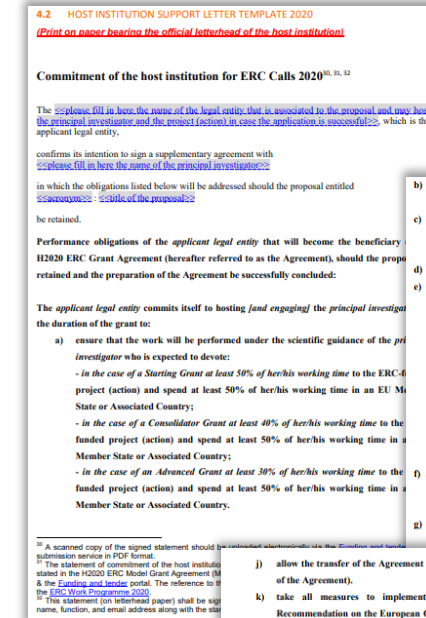 4.2 HOST INSTITUTION SUPPORT LETTER TEMPLATE 2020
(Print on paper bearing the official letterhead of the host institution)
Commitment of the host institution for ERC Calls 202030, 31, 32
The <<please fill in here the name of the legal entity that is associated to the proposal and may
the principal investigator and the project (action) in case the application is successful>>, which is
applicant legal entity,
confirms its intention to sign a supplementary agreement with
<<please fill in here the name of the principal investigator>>
in which the obligations listed below will be addressed should the proposal entitled
<<acronym>> : <<title of the proposal>>
be retained.
Performance obligations of the applicant legal entity that will become the beneficiary
H2020 ERC Grant Agreement (hereafter referred to as the Agreement), should the
retained and the preparation of the Agreement be successfully concluded:
The applicant legal entity commits itself to hosting [and engaging] the principal
the duration of the grant to:
a) ensure that the work will be performed under the scientific guidance of the
investigator who is expected to devote:
- in the case of a Starting Grant at least 50% of her/his working time to the
project (action) and spend at least 50% of her/his working time in an EU
State or Associated Country;
- in the case of a Consolidator Grant at least 40% of her/his working time to the
funded project (action) and spend at least 50% of her/his working time in
Member State or Associated Country;
- in the case of an Advanced Grant at least 30% of her/his working time to the
funded project (action) and spend at least 50% of her/his working time in
Member State or Associated Country.
b)
c)
d)
e)
f)
g)
30 A scanned copy of the signed statement should
submission service in PDF format.
31 The statement of commitment of the host
stated in the H2020 ERC Model Grant Agreement
& the Funding and tender portal. The reference to
the ERC Work Programme 2020.
32 This statement (on letterhead paper) shall be
name, function, and email address along with the
j) allow the transfer of the Agreement
of the Agreement).
k) take all measures to implement
Recommendation on the European